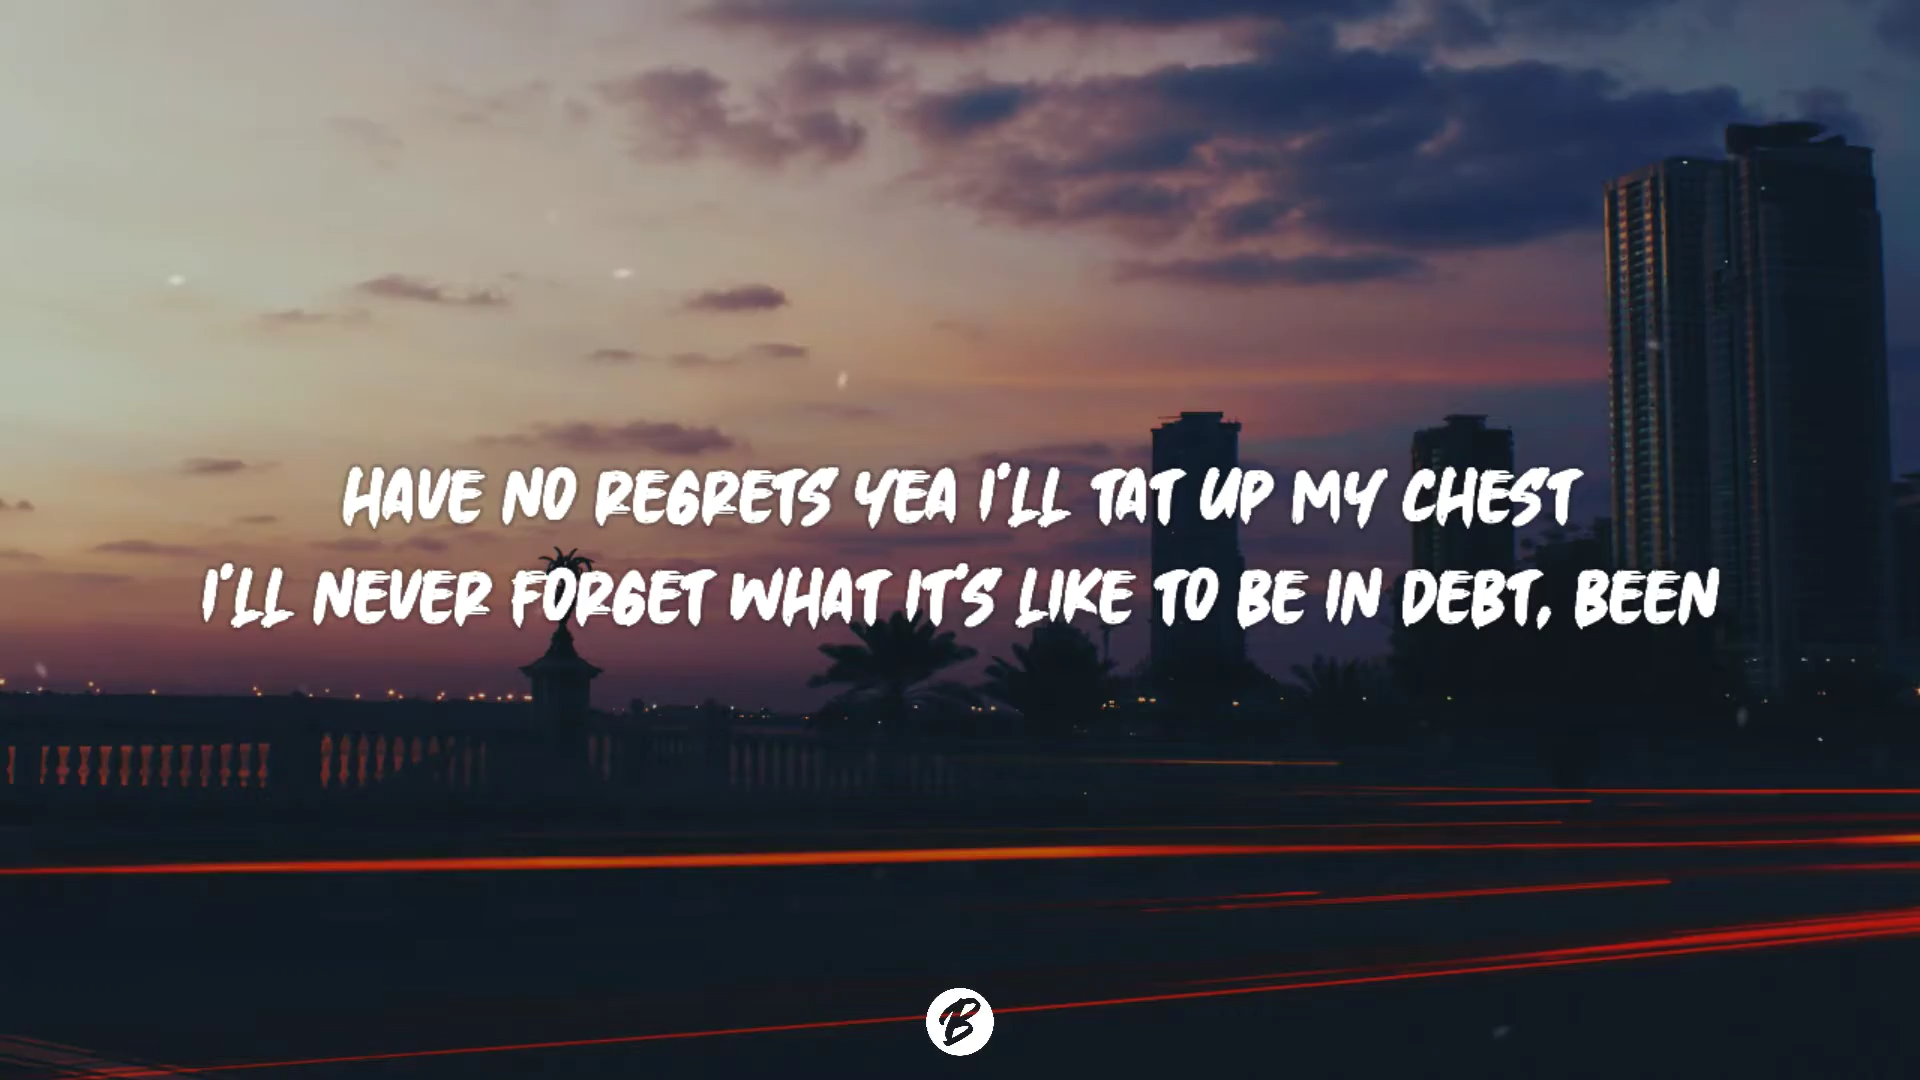 HAVE NO REGRETS YEA I'LL TAT UP MY CHEST
I'LL NEVER FORGET WHAT IT'S LIKE TO BE IN DEBT, BEEN
B